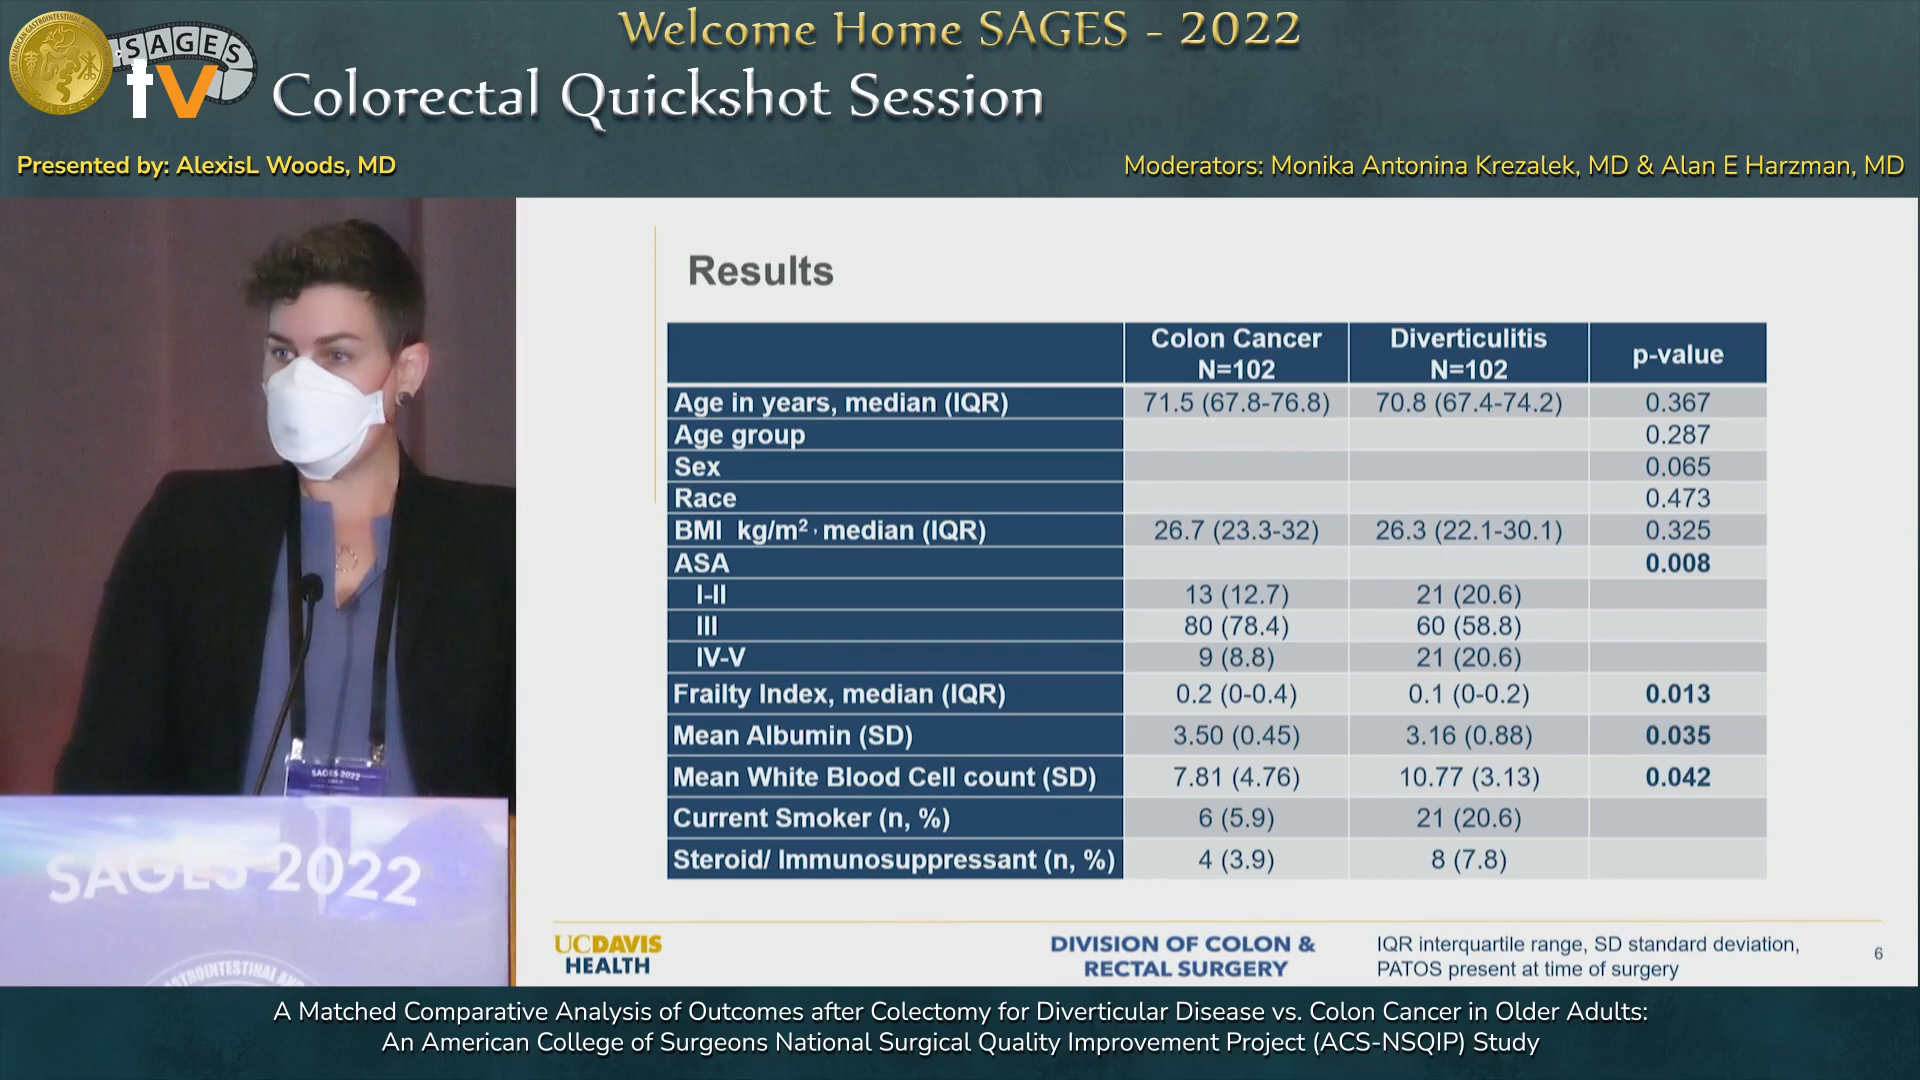 Welcome Home SAGES - 2022
SAGES
tv
Colorectal Quickshot Session
Presented by: AlexisL Woods, MD
Moderators: Monika Antonina Krezalek, MD & Alan E Harzman, MD
Results
Colon Cancer N=102 Diverticulitis N=102 p-value
Age in years, median (IQR) 71.5 (67.8-76.8) 70.8 (67.4-74.2) 0.367
Age group 0.287
Sex 0.065
Race 0.473
BMI kg/m², median (IQR) 26.7 (23.3-32) 26.3 (22.1-30.1) 0.325
ASA 0.008
I-II 13 (12.7) 21 (20.6)
III 80 (78.4) 60 (58.8)
IV-V 9 (8.8) 21 (20.6)
Frailty Index, median (IQR) 0.2 (0-0.4) 0.1 (0-0.2) 0.013
Mean Albumin (SD) 3.50 (0.45) 3.16 (0.88) 0.035
Mean White Blood Cell count (SD) 7.81 (4.76) 10.77 (3.13) 0.042
Current Smoker (n, %) 6 (5.9) 21 (20.6)
Steroid/ Immunosuppressant (n, %) 4 (3.9) 8 (7.8)
SAGES 2022
SAGES 2022
UCDAVIS
HEALTH
DIVISION OF COLON &
RECTAL SURGERY
IQR interquartile range, SD standard deviation,
PATOS present at time of surgery
6
A Matched Comparative Analysis of Outcomes after Colectomy for Diverticular Disease vs. Colon Cancer in Older Adults:
An American College of Surgeons National Surgical Quality Improvement Project (ACS-NSQIP) Study